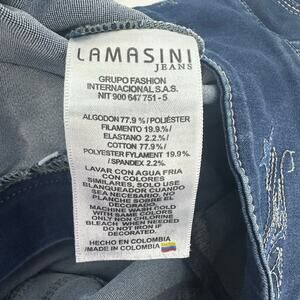 LAMASINI
JEANS
GRUPO FASHION
INTERNACIONAL S.A.S.
NIT 900 647 751 - 5
ALGODON 77.9 % / POLIÉSTER
FILAMENTO 19.9% /
ELASTANO 2.2% /
COTTON 77.9% /
POLYESTER FYLAMENT 19.9%
/ SPANDEX 2.2%.
LAVAR CON AGUA FRIA
CON COLORES
SIMILARES, SOLO USE
BLANQUEADOR CUANDO
SEA NECESARIO. NO
PLANCHE SOBRE EL
DECORADO.
MACHINE WASH COLD
WITH SAME COLORS
ONLY NON CHLORINE
BLEACH WHEN NEEDED
DO NOT IRON IF
DECORATED.
HECHO EN COLOMBIA
/MADE IN COLOMBIA